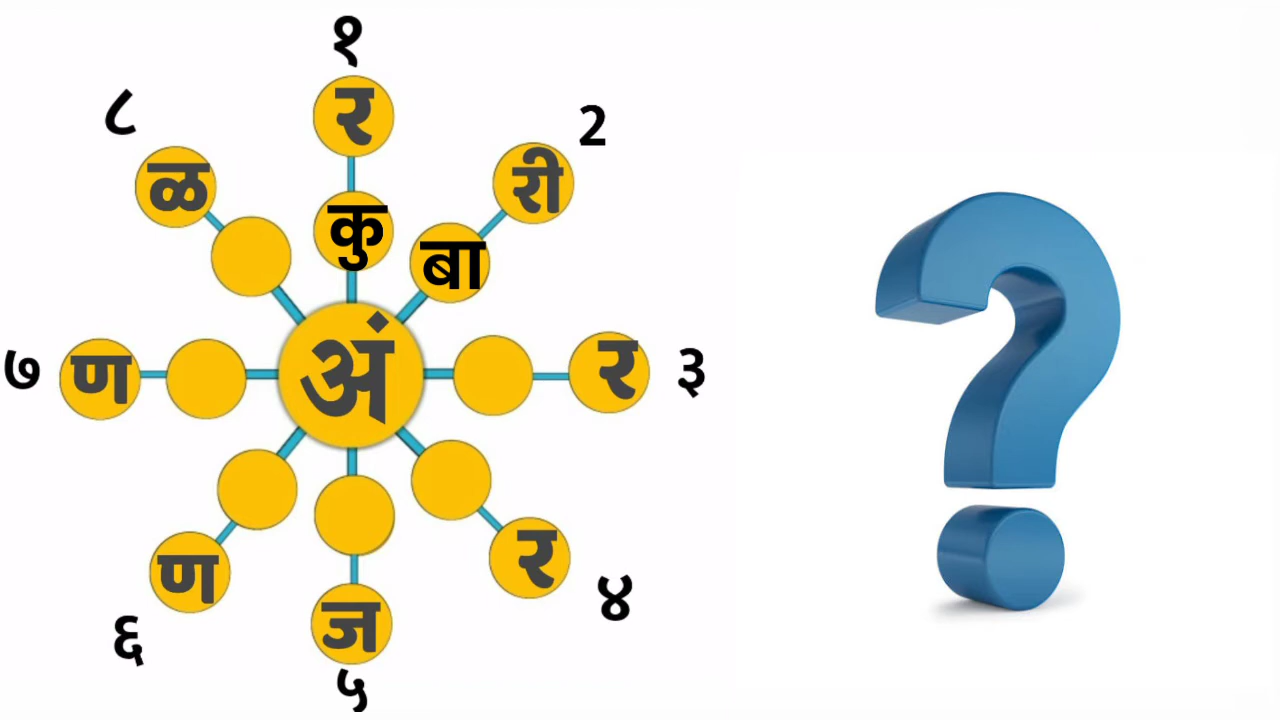 १
र
कु
2
री
बा
३
र
४
र
५
ज
६
ण
७
ण
८
ळ
अं
?